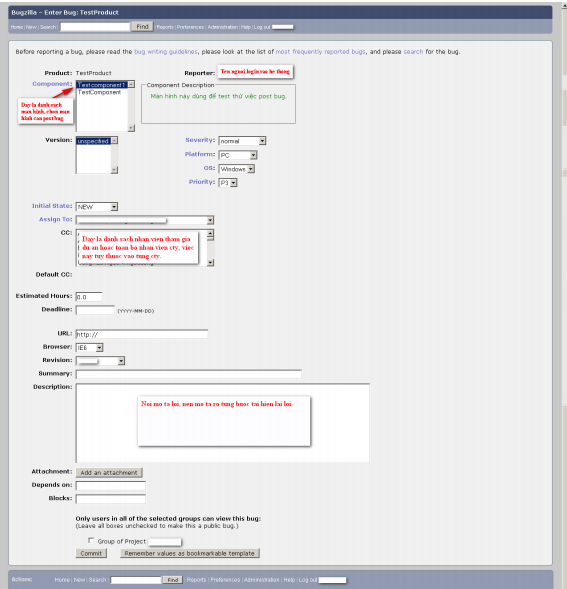 Bugzilla – Enter Bug: TestProduct
Home | New | Search Find Reports | Preferences | Administration | Help | Log out
Before reporting a bug, please read the bug writing guidelines, please look at the list of most frequently reported bugs, and please search for the bug.
Product: TestProduct Reporter: Ten nguoi login vao he thong
Component: TestcomponentT Component Description
TestComponent Màn hình này dùng để test thử việc post bug.
Day la danh sach
man hinh, chon man
hinh can post bug
Version: unspecified Severity: normal
Platform: PC
OS: Windows
Priority: P3
Initial State: NEW
Assign To:
CC: Day la danh sach nhan vien tham gia
du an hoac toan bo nhan vien cty, viec
nay tuy thuoc vao tung cty.
Default CC:
Estimated Hours: 0.0
Deadline: (YYYY-MM-DD)
URL: http://
Browser: IE6
Revision:
Summary:
Description:
Noi mo ta loi, nen mo ta ro tung buoc tai hien lai loi.
Attachment: Add an attachment
Depends on:
Blocks:
Only users in all of the selected groups can view this bug:
(Leave all boxes unchecked to make this a public bug.)
Group of Project
Commit Remember values as bookmarkable template
Actions: Home | New | Search Find Reports | Preferences | Administration | Help | Log out